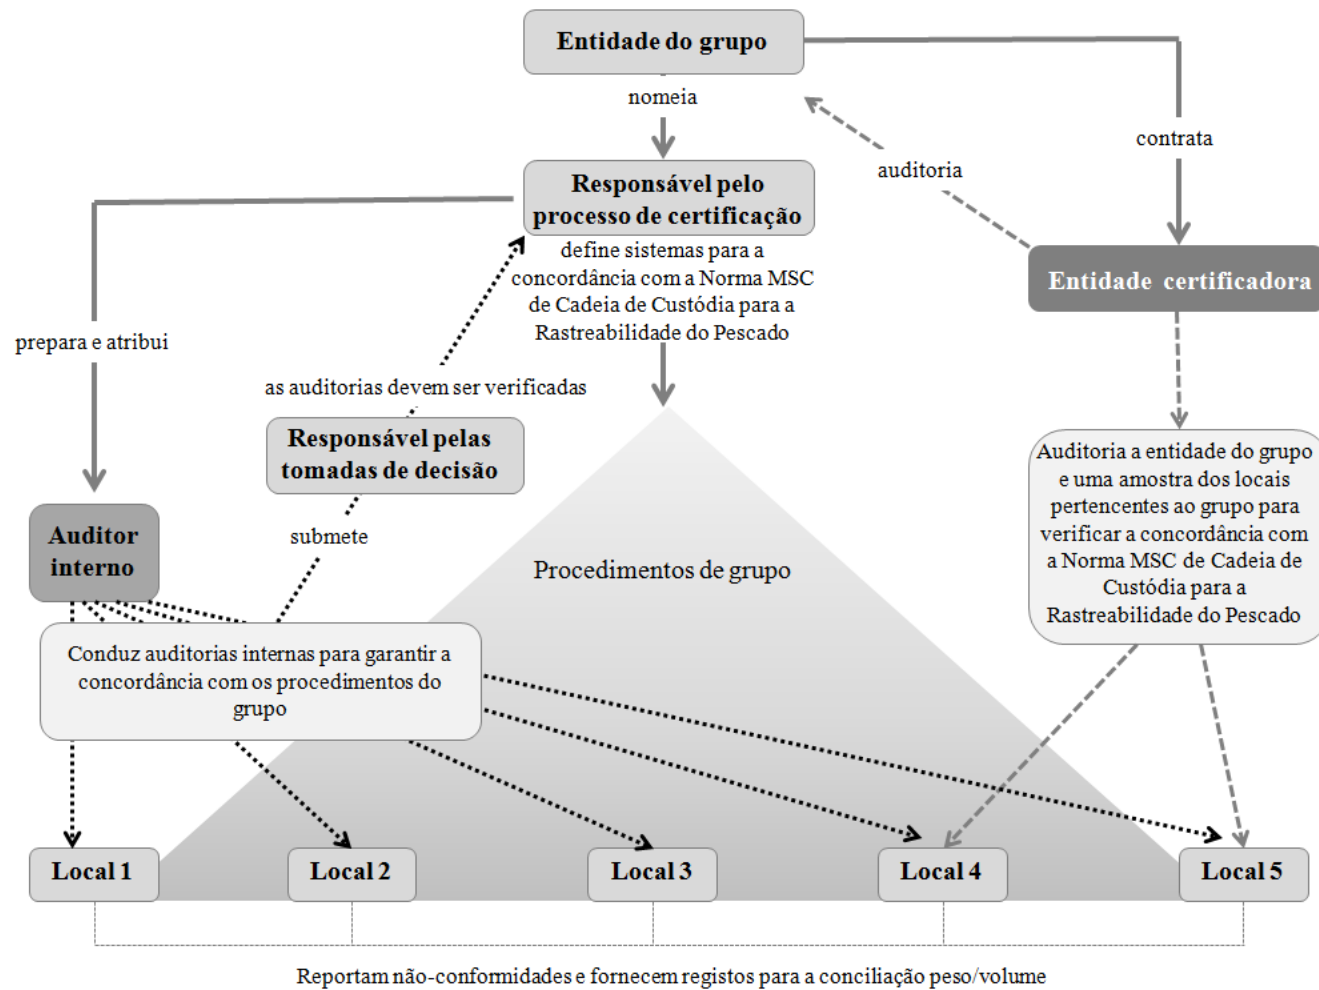 Entidade do grupo
nomeia
contrata
auditoria
Responsável pelo
processo de certificação
define sistemas para a
concordância com a Norma MSC
de Cadeia de Custódia para a
Rastreabilidade do Pescado
Entidade certificadora
prepara e atribui
as auditorias devem ser verificadas
Responsável pelas
tomadas de decisão
submete
Auditor
interno
Auditoria a entidade do grupo
e uma amostra dos locais
pertencentes ao grupo para
verificar a concordância com
a Norma MSC de Cadeia de
Custódia para a
Rastreabilidade do Pescado
Procedimentos de grupo
Conduz auditorias internas para garantir a
concordância com os procedimentos do
grupo
Local 1
Local 2
Local 3
Local 4
Local 5
Reportam não-conformidades e fornecem registos para a conciliação peso/volume